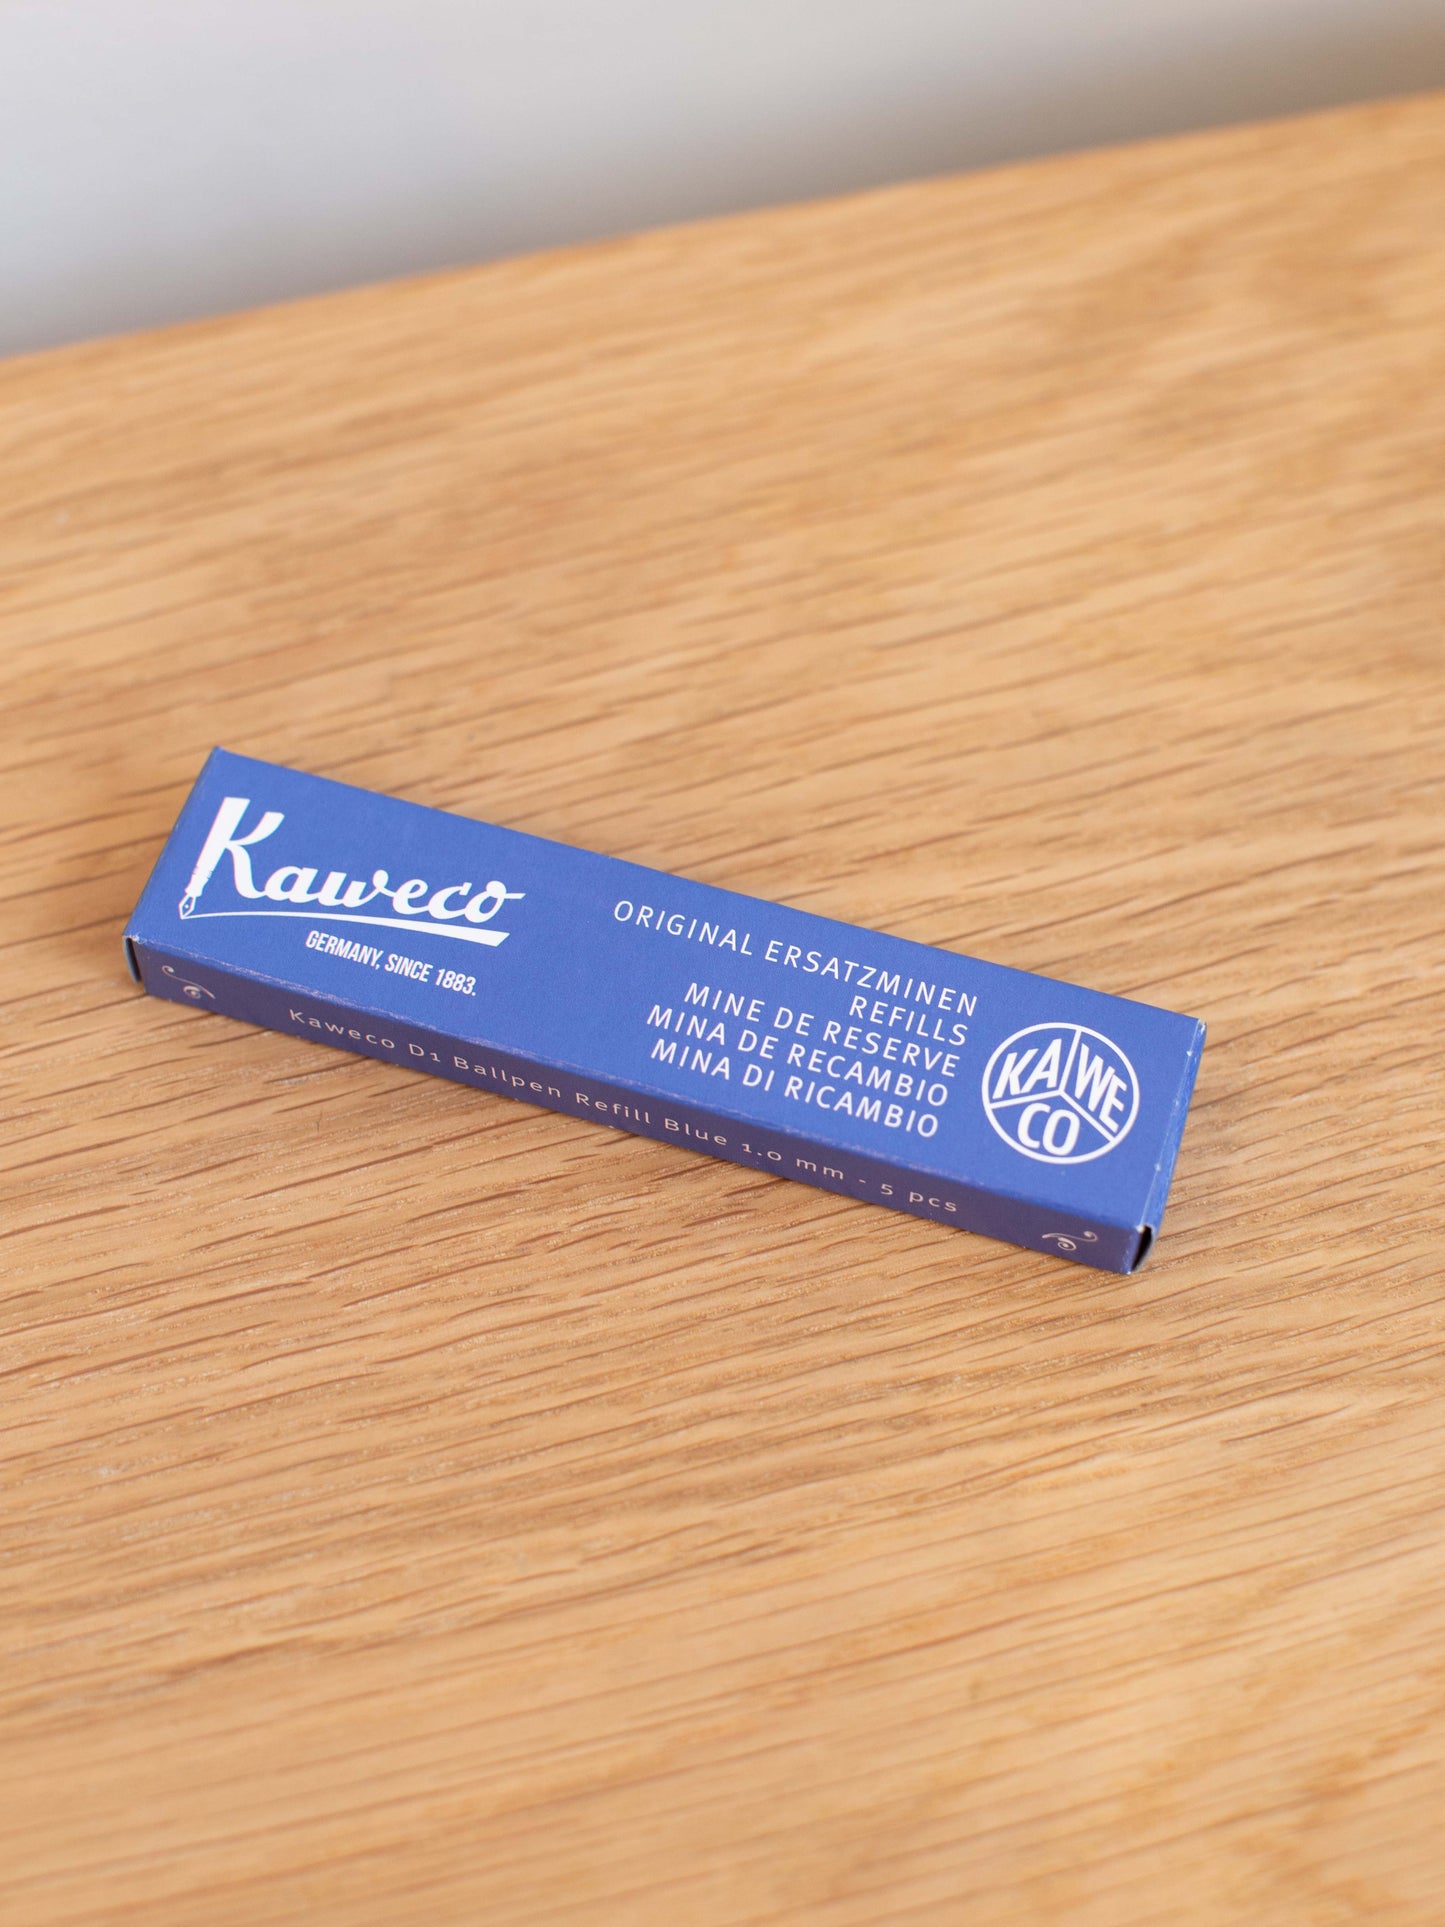 Kaweco
GERMANY, SINCE 1883.
ORIGINAL ERSATZMINEN
REFILLS
MINE DE RESERVE
MINA DE RECAMBIO
MINA DI RICAMBIO
KA WE
CO
Kaweco D1 Ballpen Refill Blue 1.0 mm - 5 pcs